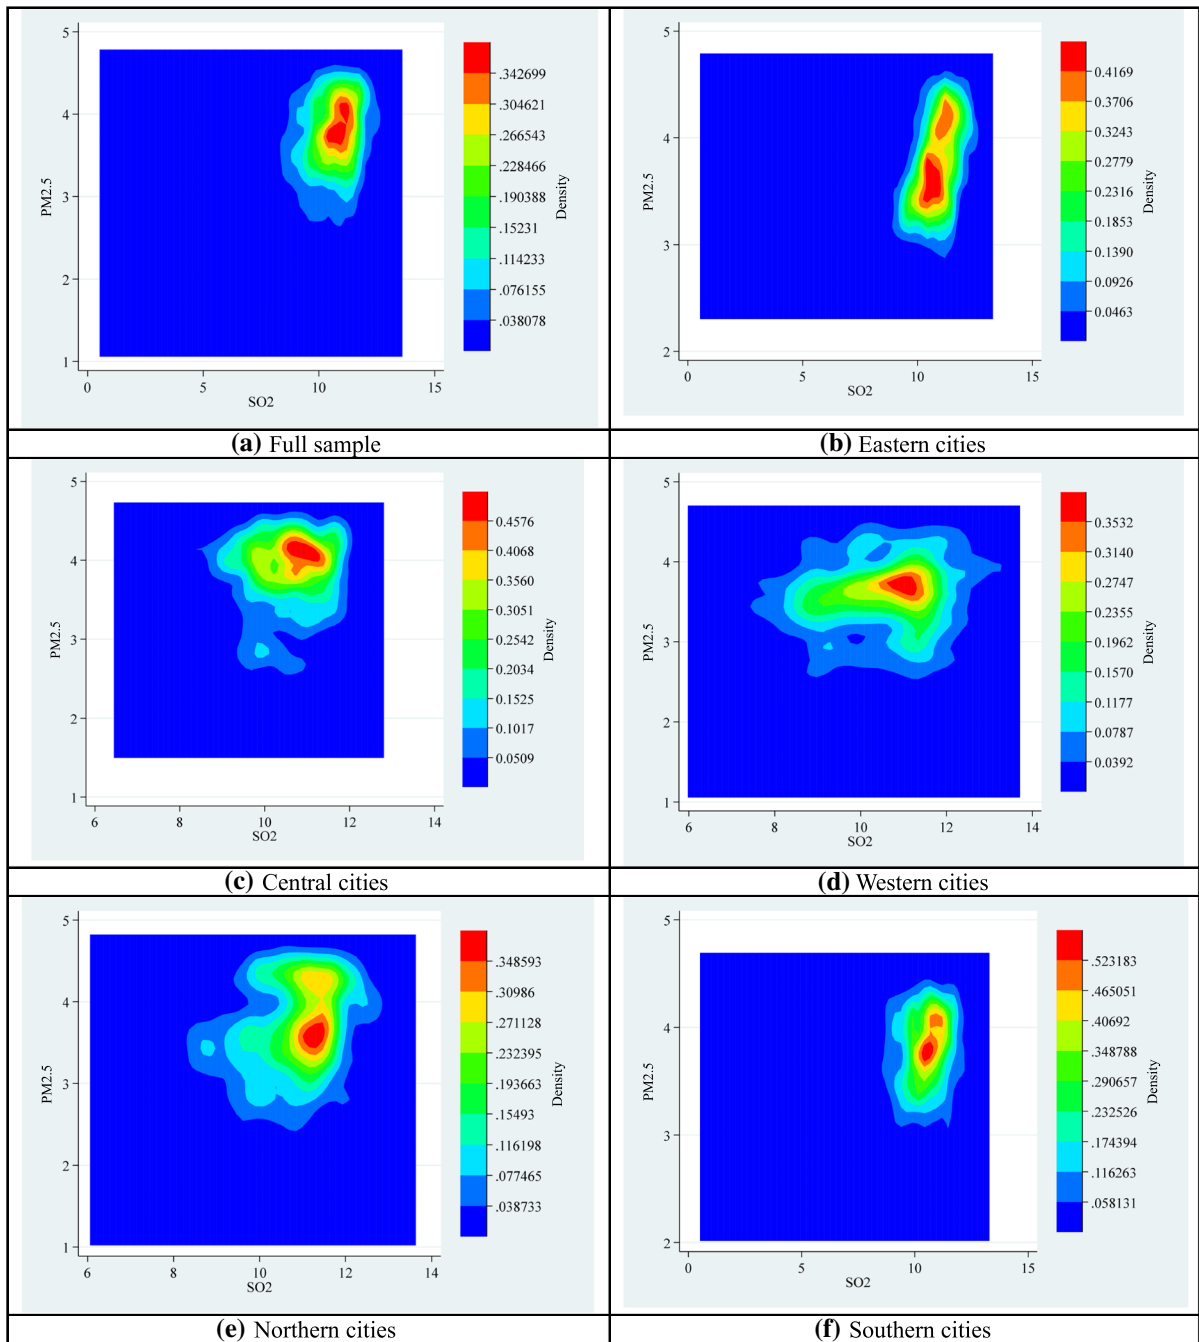 5
4
3
2
1
PM2.5
0 5 10 15
SO2
.342699
.304621
.266543
.228466
.190388
.15231
.114233
.076155
.038078
Density
(a) Full sample
5
4
3
2
PM2.5
0 5 10 15
SO2
0.4169
0.3706
0.3243
0.2779
0.2316
0.1853
0.1390
0.0926
0.0463
Density
(b) Eastern cities
5
4
3
2
1
PM2.5
6 8 10 12 14
SO2
0.4576
0.4068
0.3560
0.3051
0.2542
0.2034
0.1525
0.1017
0.0509
Density
(c) Central cities
5
4
3
2
1
PM2.5
6 8 10 12 14
SO2
0.3532
0.3140
0.2747
0.2355
0.1962
0.1570
0.1177
0.0787
0.0392
Density
(d) Western cities
5
4
3
2
1
PM2.5
6 8 10 12 14
SO2
.348593
.30986
.271128
.232395
.193663
.15493
.116198
.077465
.038733
Density
(e) Northern cities
5
4
3
2
PM2.5
0 5 10 15
SO2
.523183
.465051
.40692
.348788
.290657
.232526
.174394
.116263
.058131
Density
(f) Southern cities